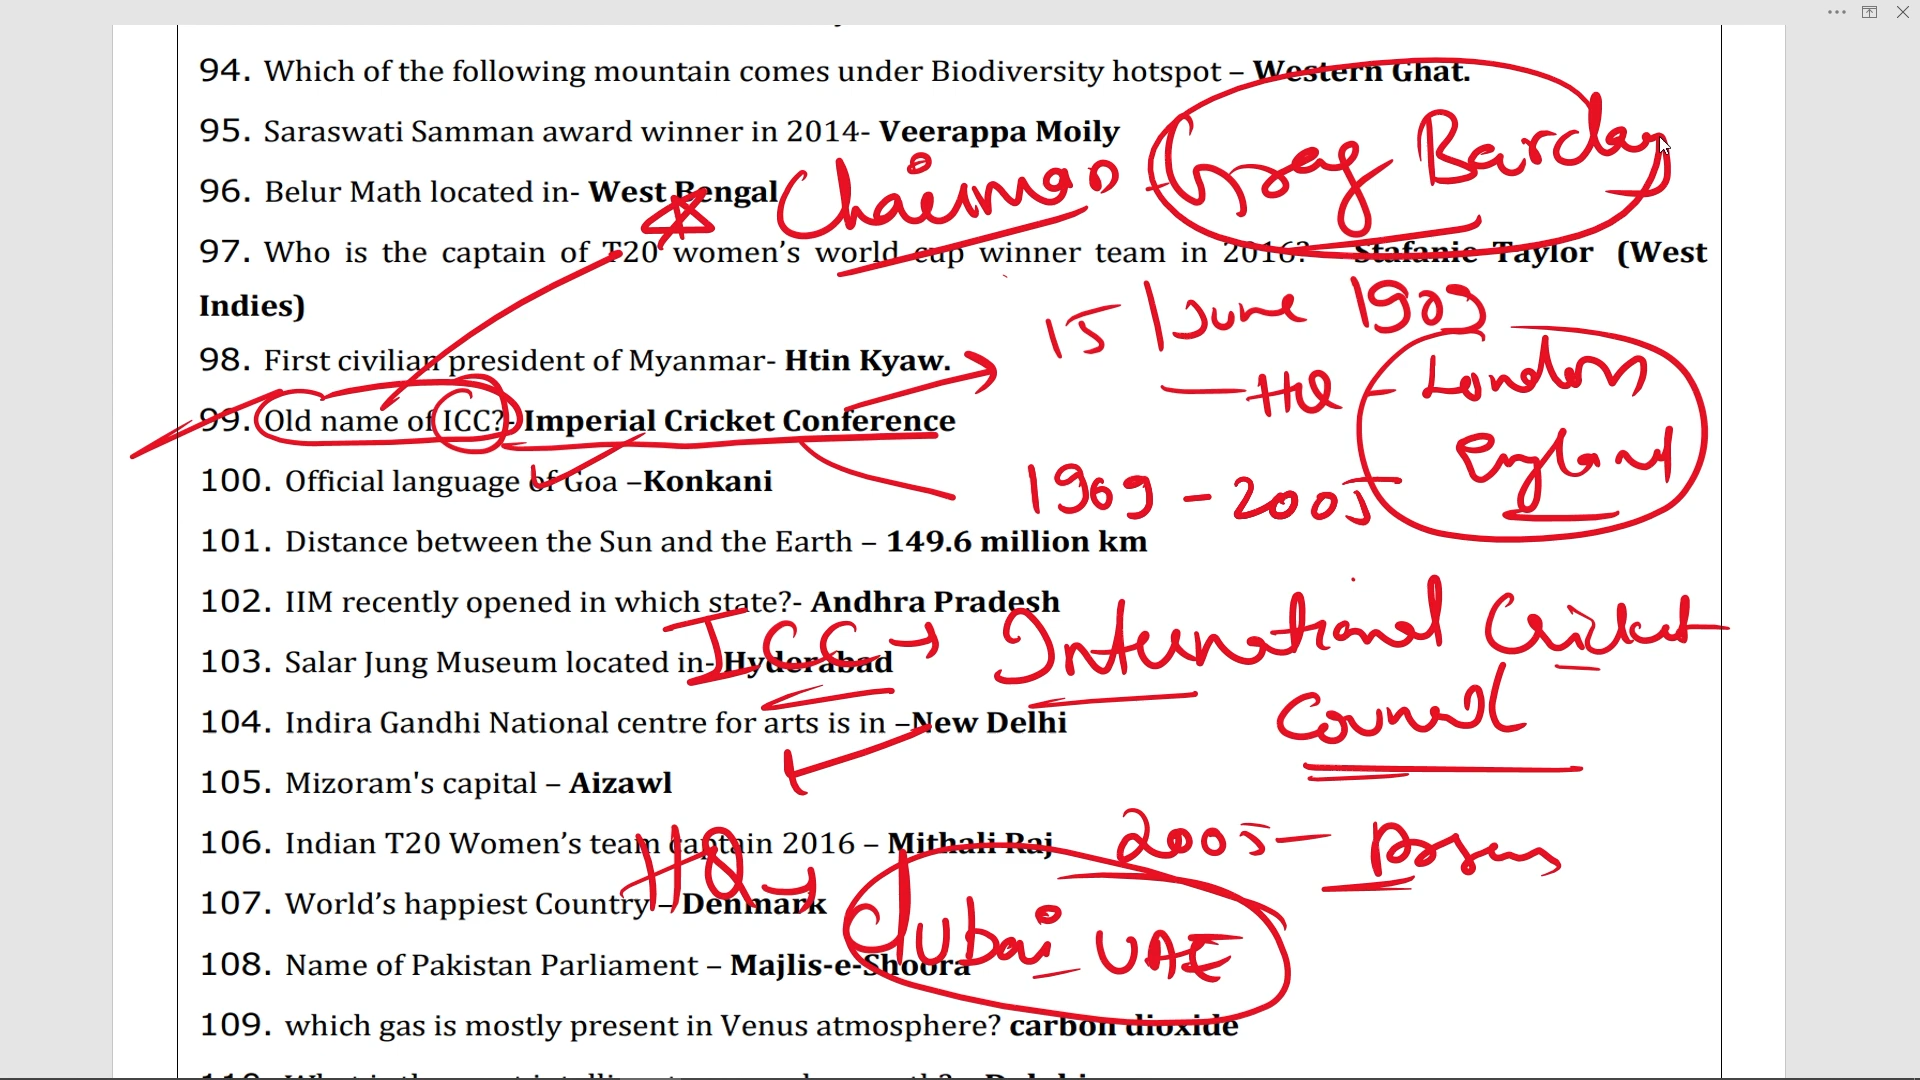 94. Which of the following mountain comes under Biodiversity hotspot – Western Ghat.
95. Saraswati Samman award winner in 2014- Veerappa Moily
Chairman - Greg Barclay
96. Belur Math located in- West Bengal
97. Who is the captain of T20 women's world cup winner team in 2016? Stafanie Taylor (West
Indies)
15 June 1909
98. First civilian president of Myanmar- Htin Kyaw.
HQ - London
England
99. Old name of ICC?- Imperial Cricket Conference
100. Official language of Goa –Konkani
1909 - 2005
101. Distance between the Sun and the Earth – 149.6 million km
102. IIM recently opened in which state?- Andhra Pradesh
ICC → International Cricket
Council
103. Salar Jung Museum located in- Hyderabad
104. Indira Gandhi National centre for arts is in –New Delhi
105. Mizoram's capital – Aizawl
106. Indian T20 Women's team captain 2016 – Mithali Raj
2005 -
HQ → dubai UAE
107. World's happiest Country – Denmark
108. Name of Pakistan Parliament – Majlis-e-Shoora
109. which gas is mostly present in Venus atmosphere? carbon dioxide